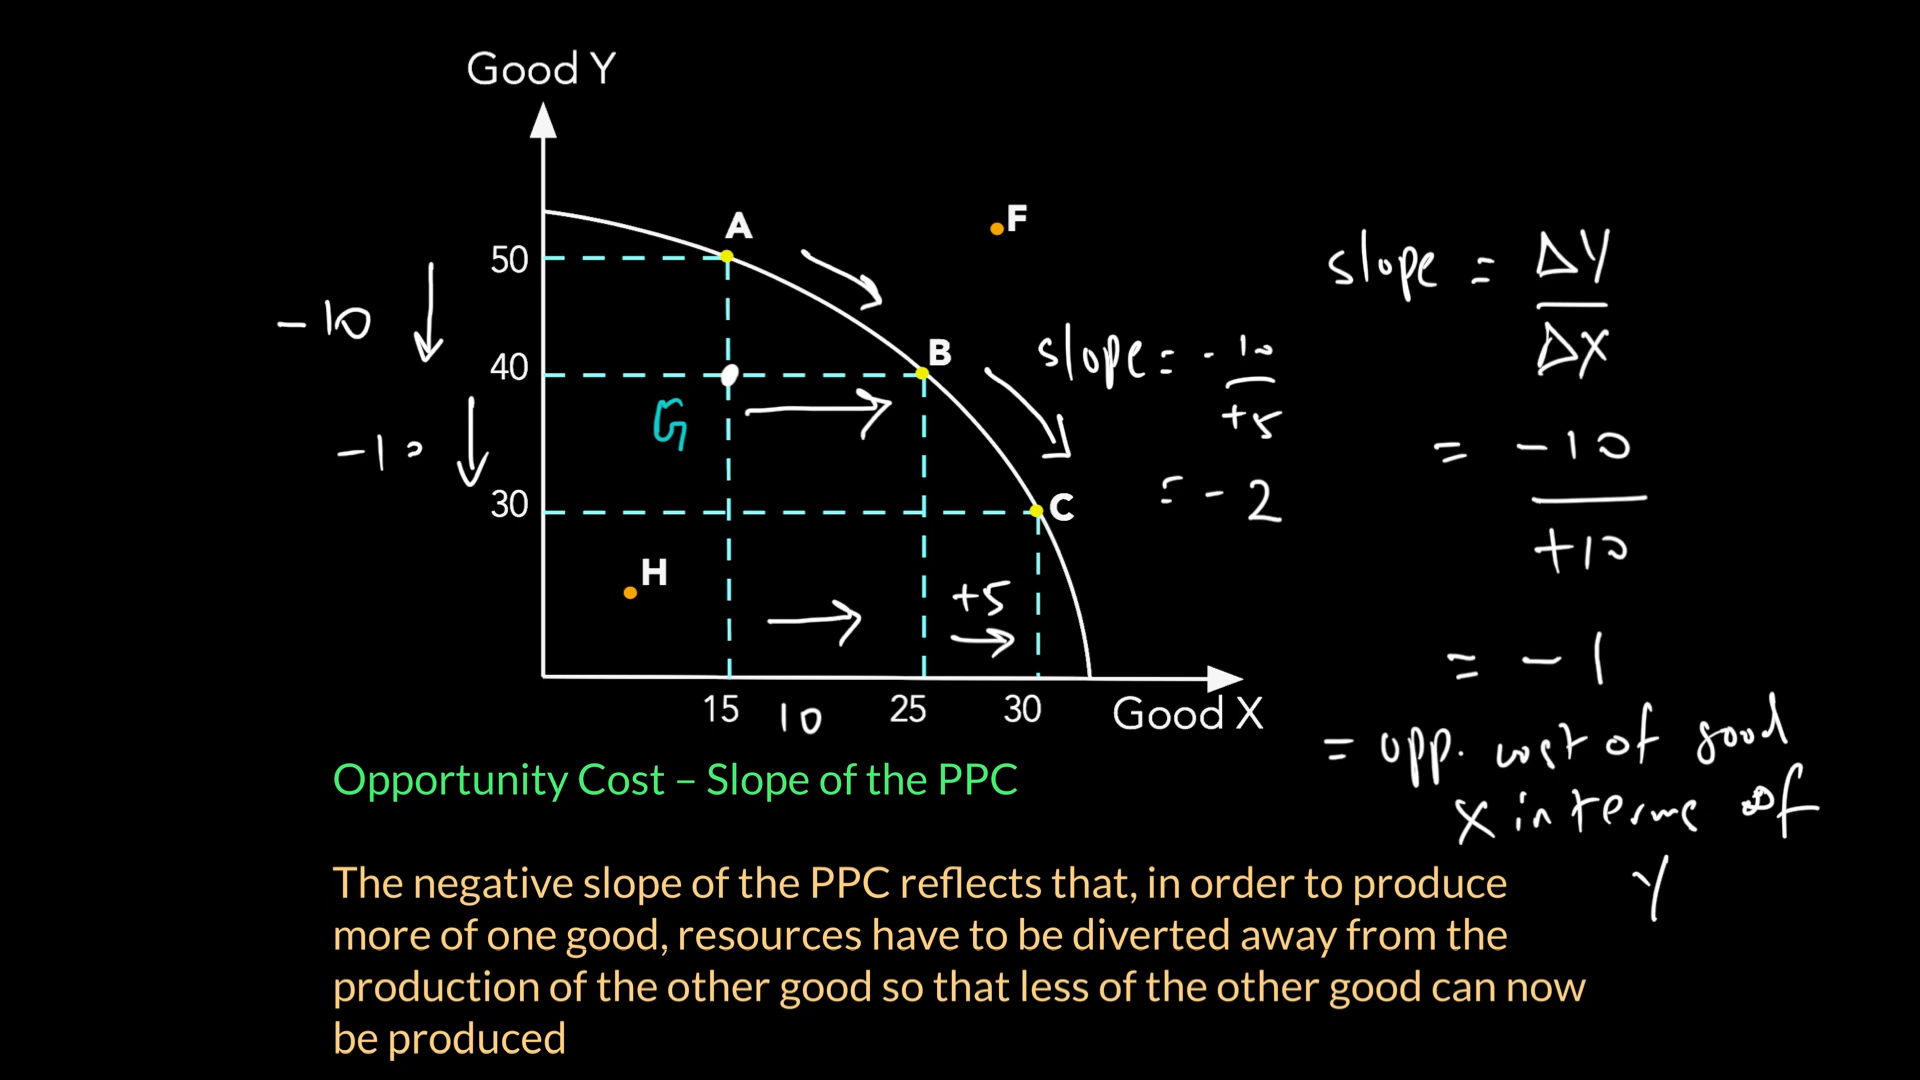 Good Y
A
F
50
slope = ΔY
ΔX
-10
B
slope = - 10
+5
40
G
= -10
+10
-10
= -2
30
C
H
+5
= -1
15
10
25
30
Good X
= opp. cost of good
X in terms of
Y
Opportunity Cost – Slope of the PPC
The negative slope of the PPC reflects that, in order to produce
more of one good, resources have to be diverted away from the
production of the other good so that less of the other good can now
be produced